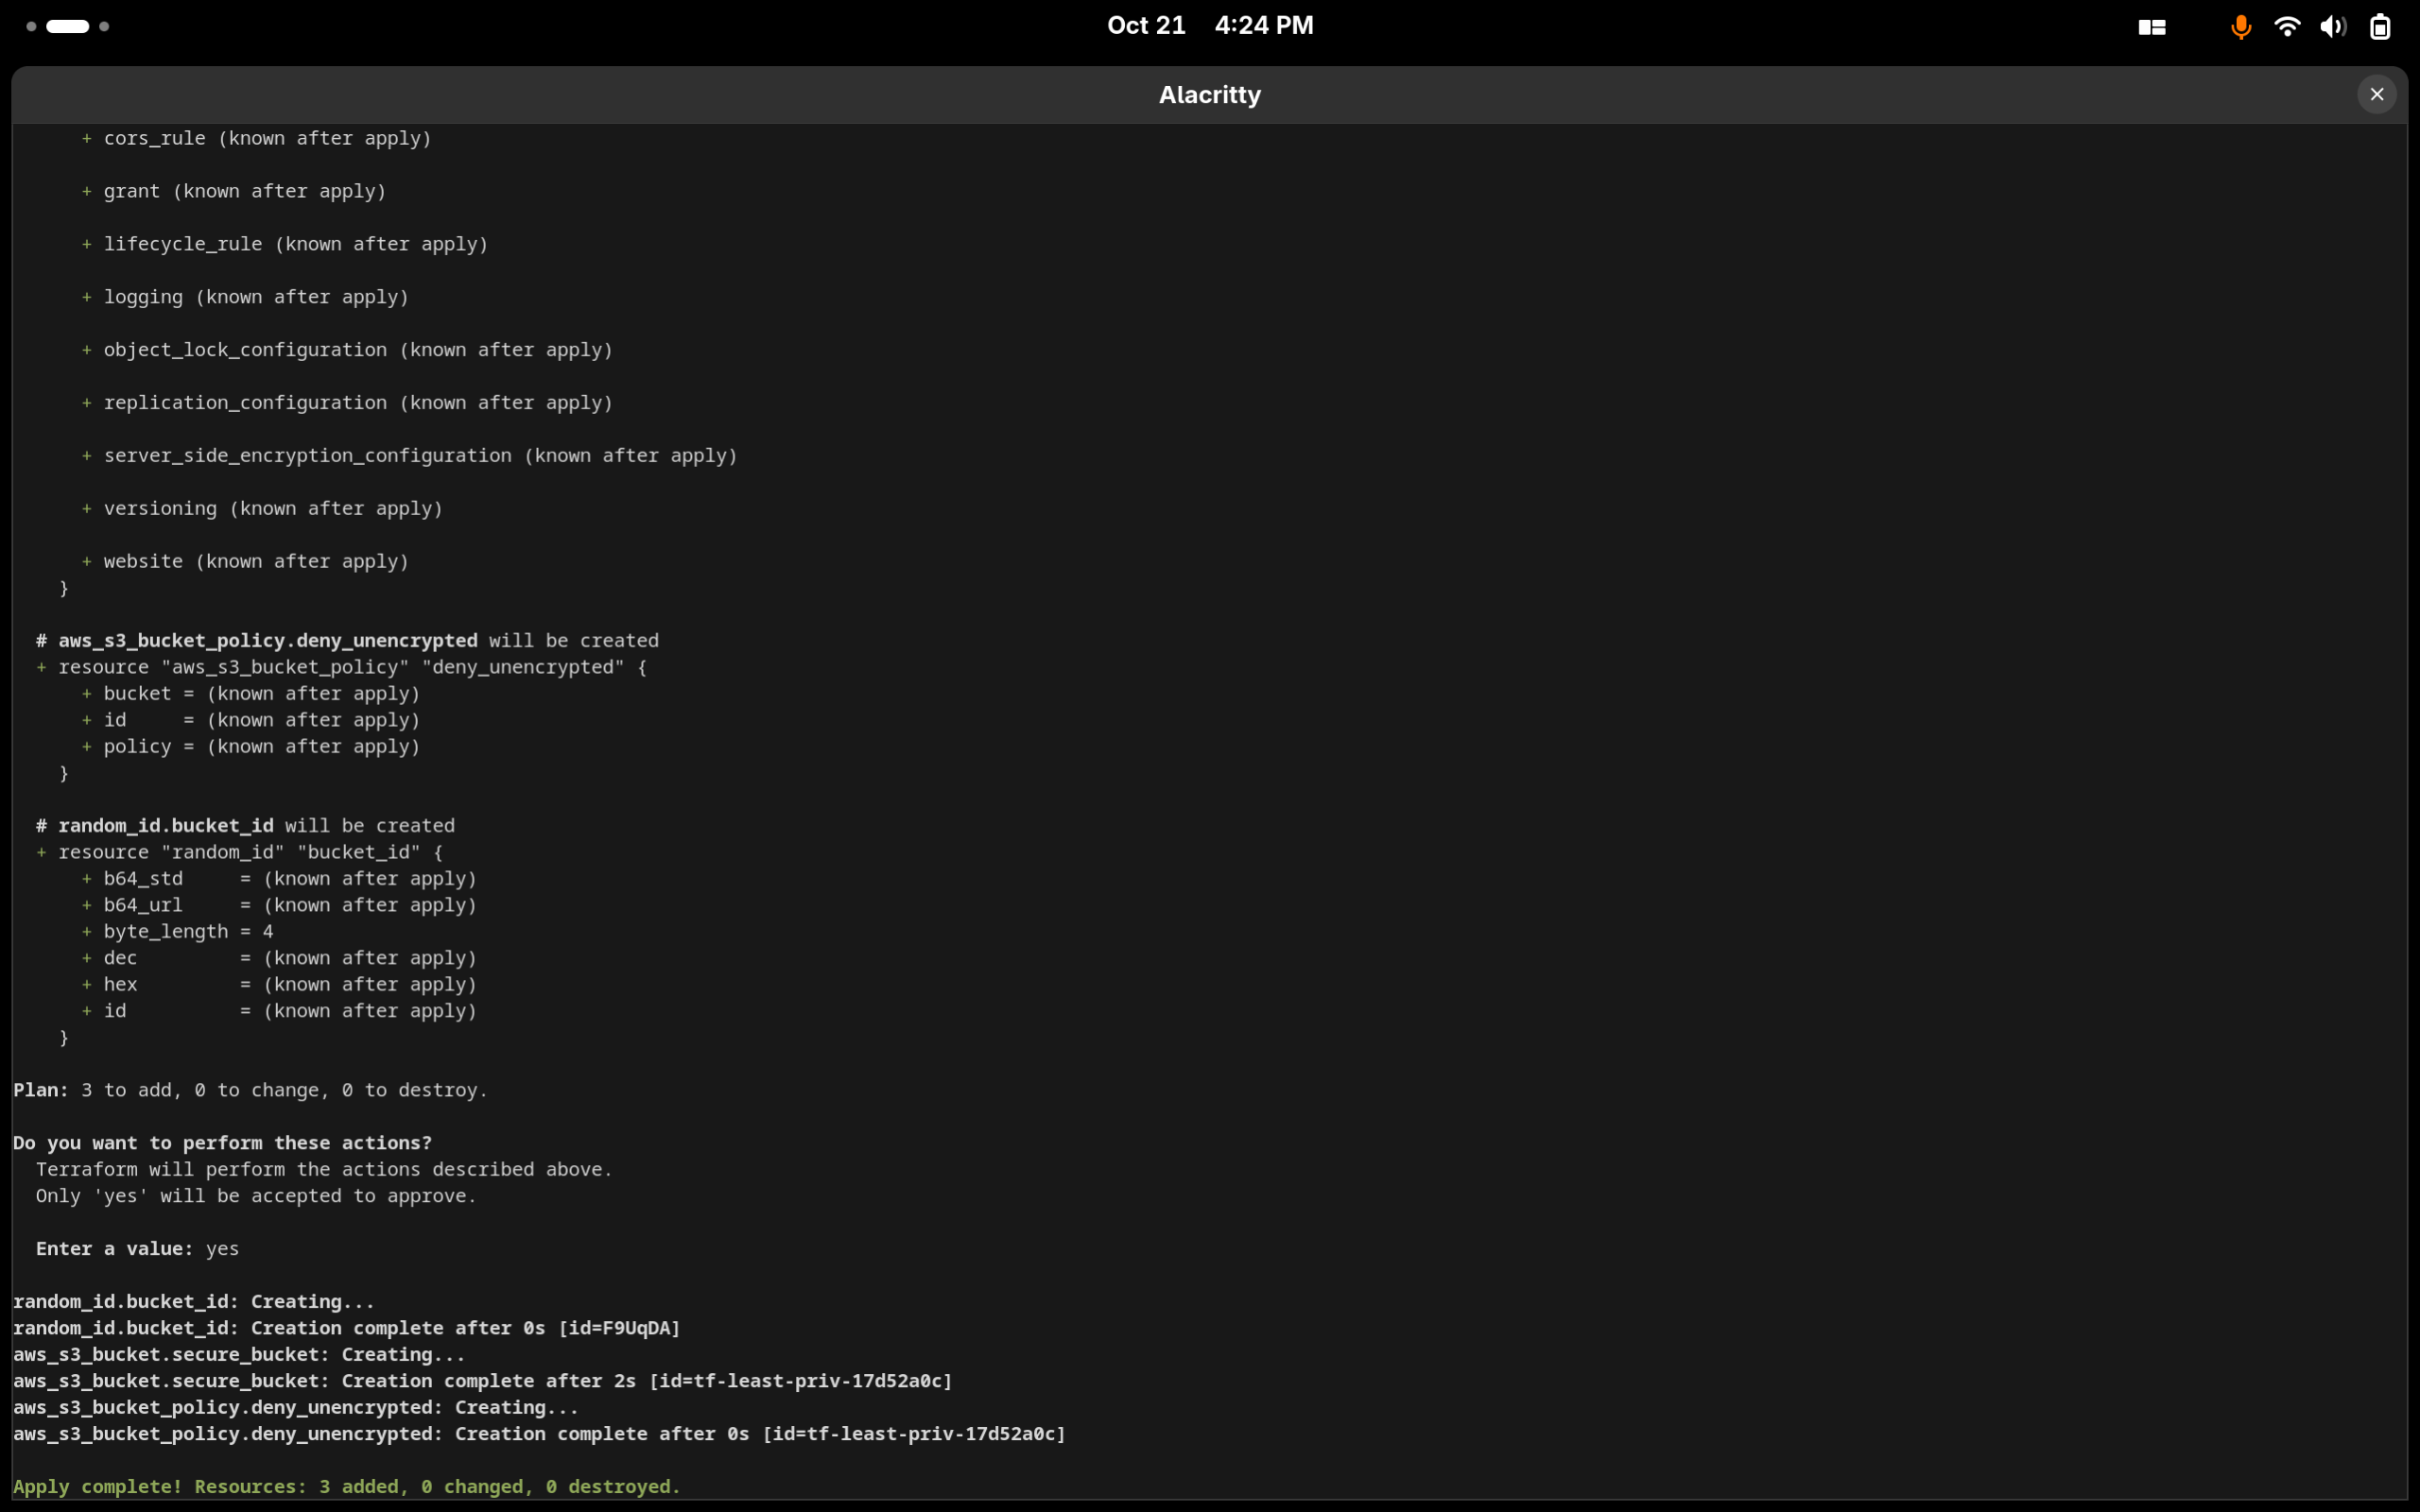 Oct 21 4:24 PM
Alacritty
      + cors_rule (known after apply)
      + grant (known after apply)
      + lifecycle_rule (known after apply)
      + logging (known after apply)
      + object_lock_configuration (known after apply)
      + replication_configuration (known after apply)
      + server_side_encryption_configuration (known after apply)
      + versioning (known after apply)
      + website (known after apply)
    }
  # aws_s3_bucket_policy.deny_unencrypted will be created
  + resource "aws_s3_bucket_policy" "deny_unencrypted" {
      + bucket = (known after apply)
      + id     = (known after apply)
      + policy = (known after apply)
    }
  # random_id.bucket_id will be created
  + resource "random_id" "bucket_id" {
      + b64_std     = (known after apply)
      + b64_url     = (known after apply)
      + byte_length = 4
      + dec         = (known after apply)
      + hex         = (known after apply)
      + id          = (known after apply)
    }
Plan: 3 to add, 0 to change, 0 to destroy.
Do you want to perform these actions?
  Terraform will perform the actions described above.
  Only 'yes' will be accepted to approve.
  Enter a value: yes
random_id.bucket_id: Creating...
random_id.bucket_id: Creation complete after 0s [id=F9UqDA]
aws_s3_bucket.secure_bucket: Creating...
aws_s3_bucket.secure_bucket: Creation complete after 2s [id=tf-least-priv-17d52a0c]
aws_s3_bucket_policy.deny_unencrypted: Creating...
aws_s3_bucket_policy.deny_unencrypted: Creation complete after 0s [id=tf-least-priv-17d52a0c]
Apply complete! Resources: 3 added, 0 changed, 0 destroyed.